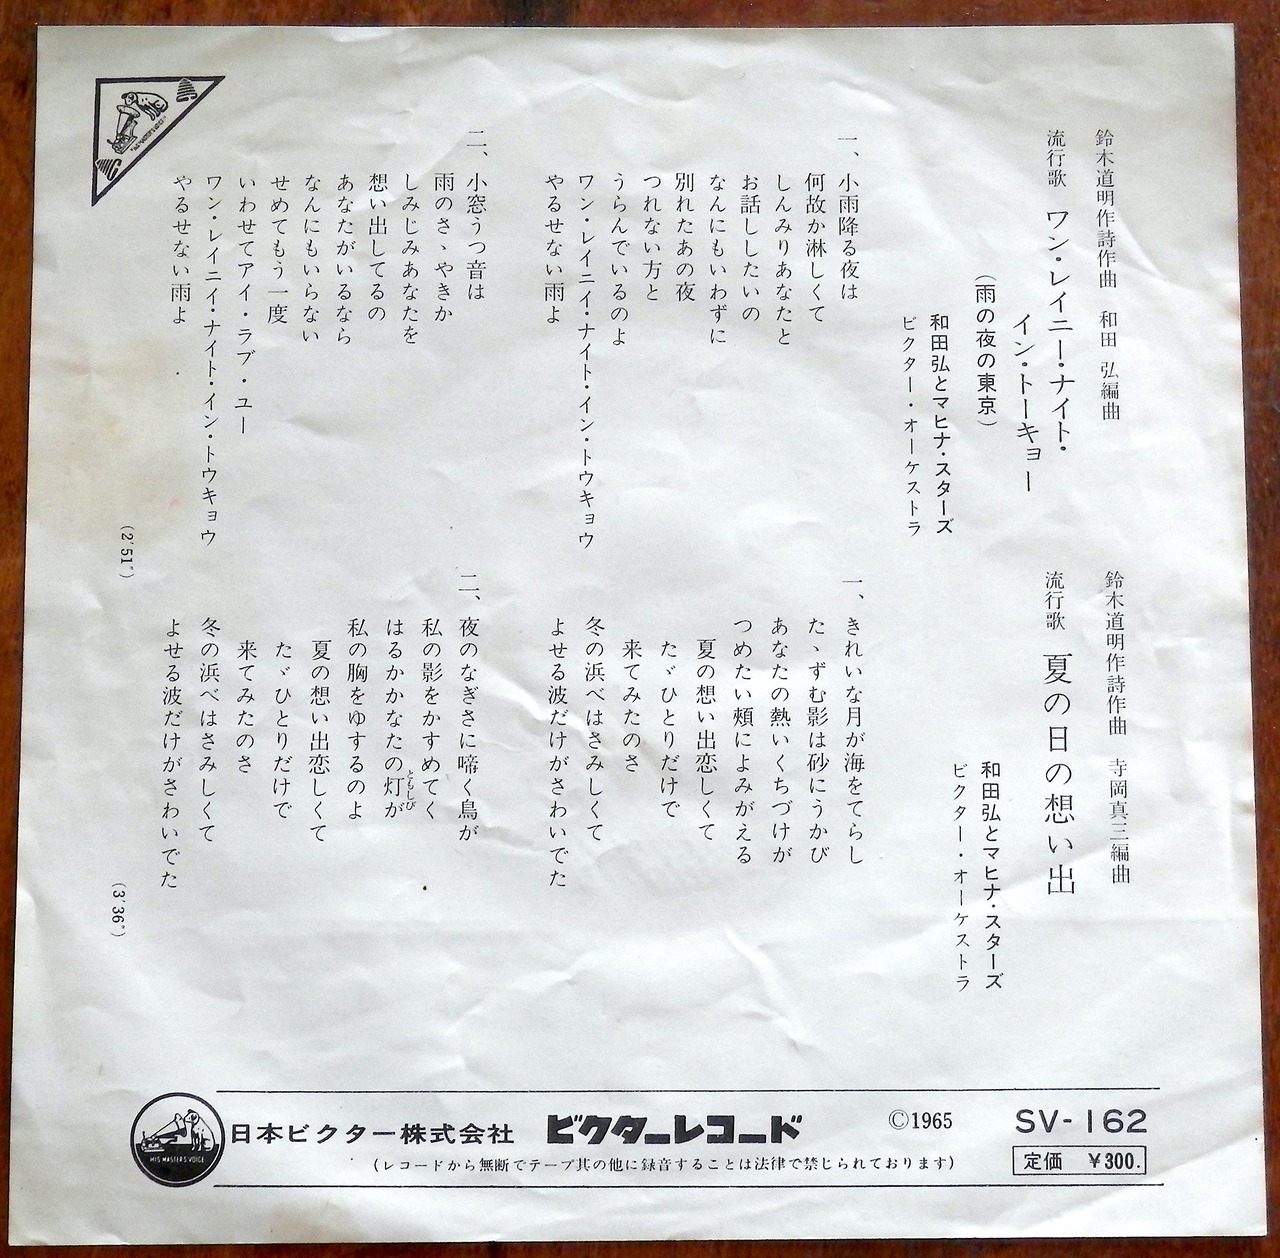 鈴木道明作詩作曲 和田 弘編曲
流行歌 ワン・レイニー・ナイト・
イン・トーキョー
(雨の夜の東京)
和田弘とマヒナ・スターズ
ビクター・オーケストラ
一、小雨降る夜は
何故か淋しくて
しんみりあなたと
お話ししたいの
なんにもいわずに
別れたあの夜
つれない方と
うらんでいるのよ
ワン・レイニイ・ナイト・イン・トウキョウ
やるせない雨よ
二、小窓うつ音は
雨のさゝやきか
しみじみあなたを
想い出してるの
あなたがいるなら
なんにもいらない
せめてもう一度
いわせてアイ・ラブ・ユー
ワン・レイニイ・ナイト・イン・トウキョウ
やるせない雨よ
(2'51")
鈴木道明作詩作曲 寺岡真三編曲
流行歌 夏の日の想い出
和田弘とマヒナ・スターズ
ビクター・オーケストラ
一、きれいな月が海をてらし
たゝずむ影は砂にうかび
あなたの熱いくちづけが
つめたい頬によみがえる
夏の想い出恋しくて
たゞひとりだけで
来てみたのさ
冬の浜べはさみしくて
よせる波だけがさわいでた
二、夜のなぎさに啼く鳥が
私の影をかすめてく
はるかかなたの灯が
ともしび
私の胸をゆするのよ
夏の想い出恋しくて
たゞひとりだけで
来てみたのさ
冬の浜べはさみしくて
よせる波だけがさわいでた
(3'36")
"HIS MASTER'S VOICE"
日本ビクター株式会社 ビクターレコード ©1965 SV-162
HIS MASTER'S VOICE
(レコードから無断でテープ其の他に録音することは法律で禁じられております) 定価 ¥300.